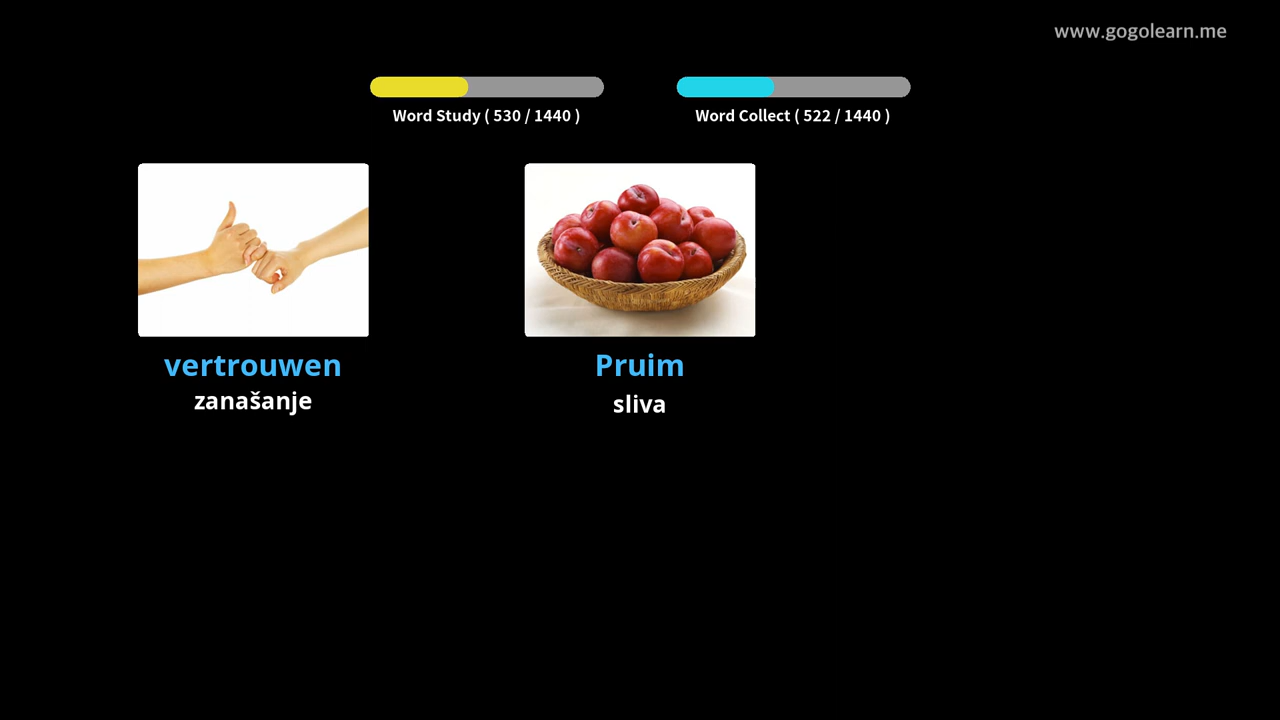 www.gogolearn.me
Word Study ( 530 / 1440 )
Word Collect ( 522 / 1440 )
vertrouwen
zanašanje
Pruim
sliva